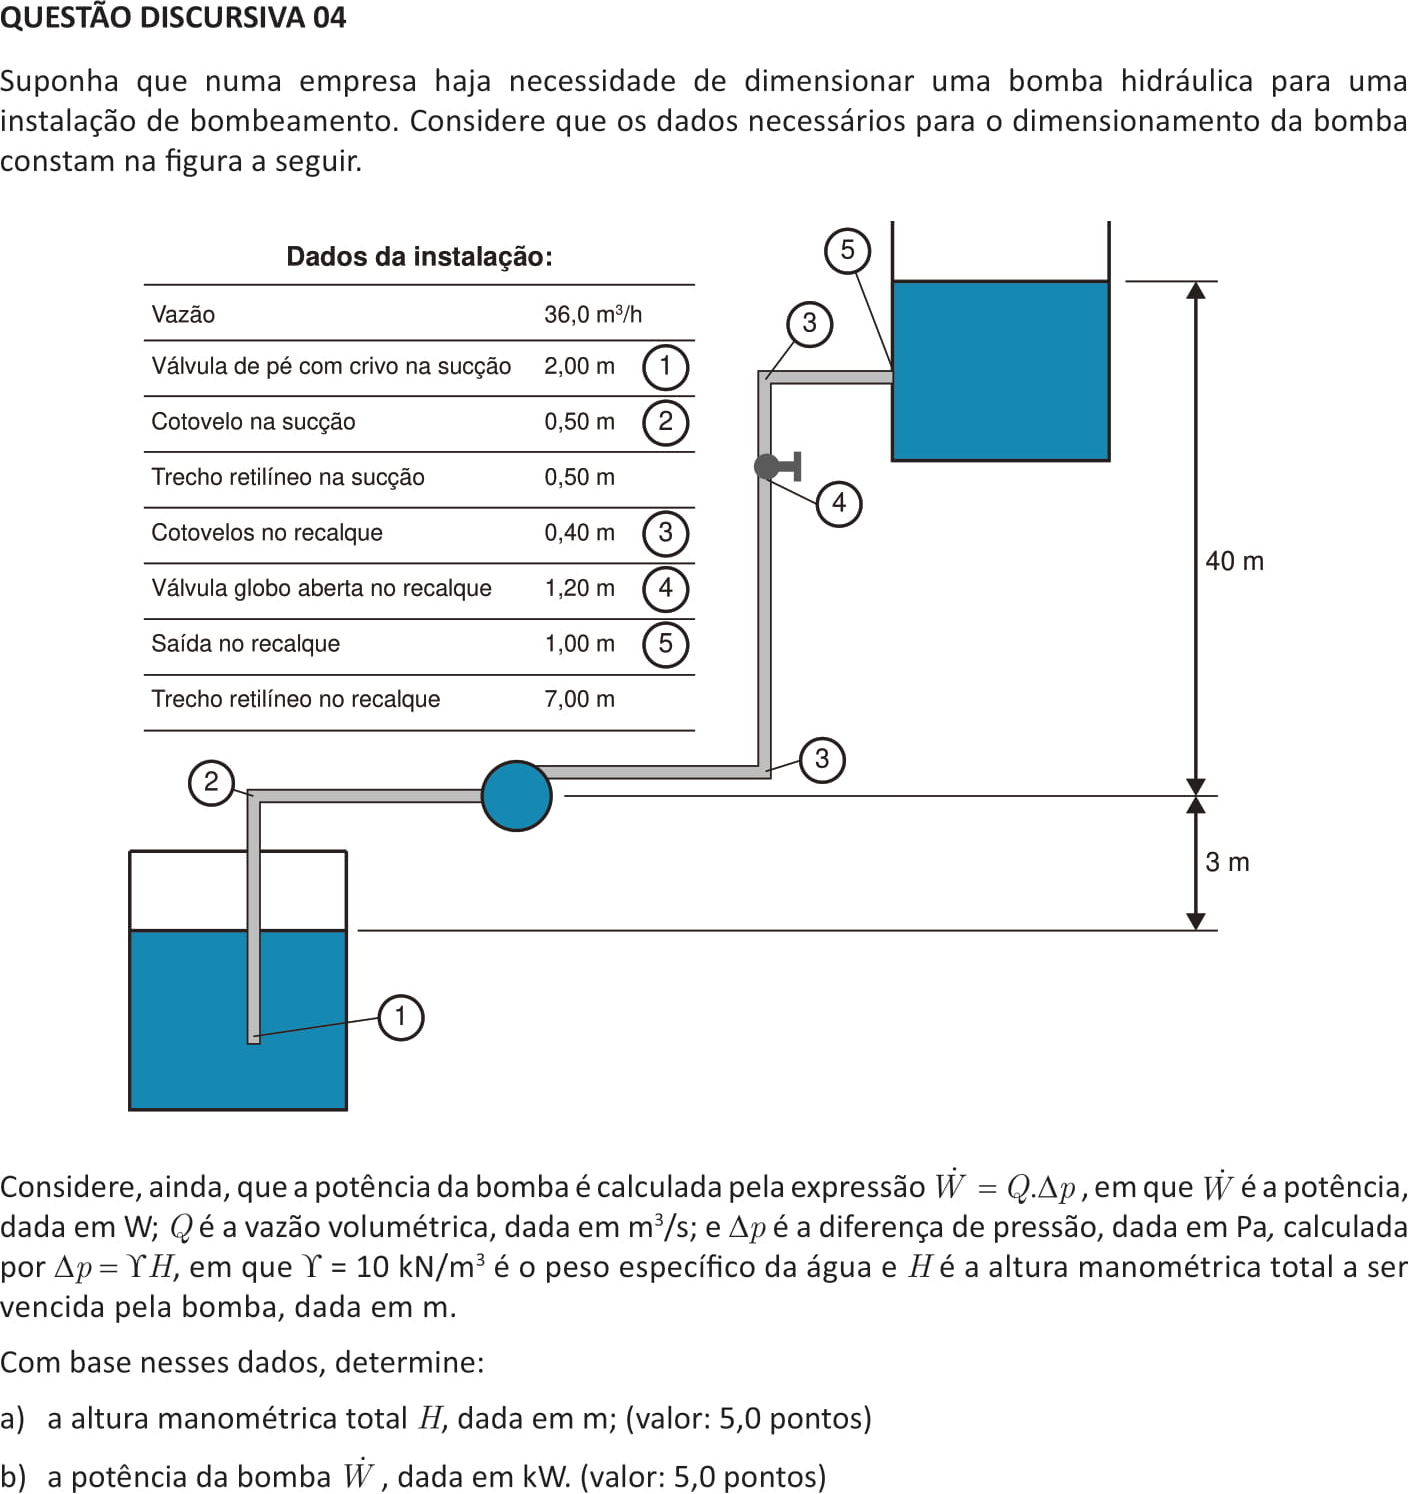 QUESTÃO DISCURSIVA 04
Suponha que numa empresa haja necessidade de dimensionar uma bomba hidráulica para uma
instalação de bombeamento. Considere que os dados necessários para o dimensionamento da bomba
constam na figura a seguir.
Dados da instalação:
Vazão 36,0 m³/h
Válvula de pé com crivo na sucção 2,00 m 1
Cotovelo na sucção 0,50 m 2
Trecho retilíneo na sucção 0,50 m
Cotovelos no recalque 0,40 m 3
Válvula globo aberta no recalque 1,20 m 4
Saída no recalque 1,00 m 5
Trecho retilíneo no recalque 7,00 m
5
3
4
40 m
3
2
3 m
1
Considere, ainda, que a potência da bomba é calculada pela expressão Ẇ = Q.Δp , em que Ẇ é a potência,
dada em W; Q é a vazão volumétrica, dada em m³/s; e Δp é a diferença de pressão, dada em Pa, calculada
por Δp = ϒH, em que ϒ = 10 kN/m³ é o peso específico da água e H é a altura manométrica total a ser
vencida pela bomba, dada em m.
Com base nesses dados, determine:
a) a altura manométrica total H, dada em m; (valor: 5,0 pontos)
b) a potência da bomba Ẇ , dada em kW. (valor: 5,0 pontos)